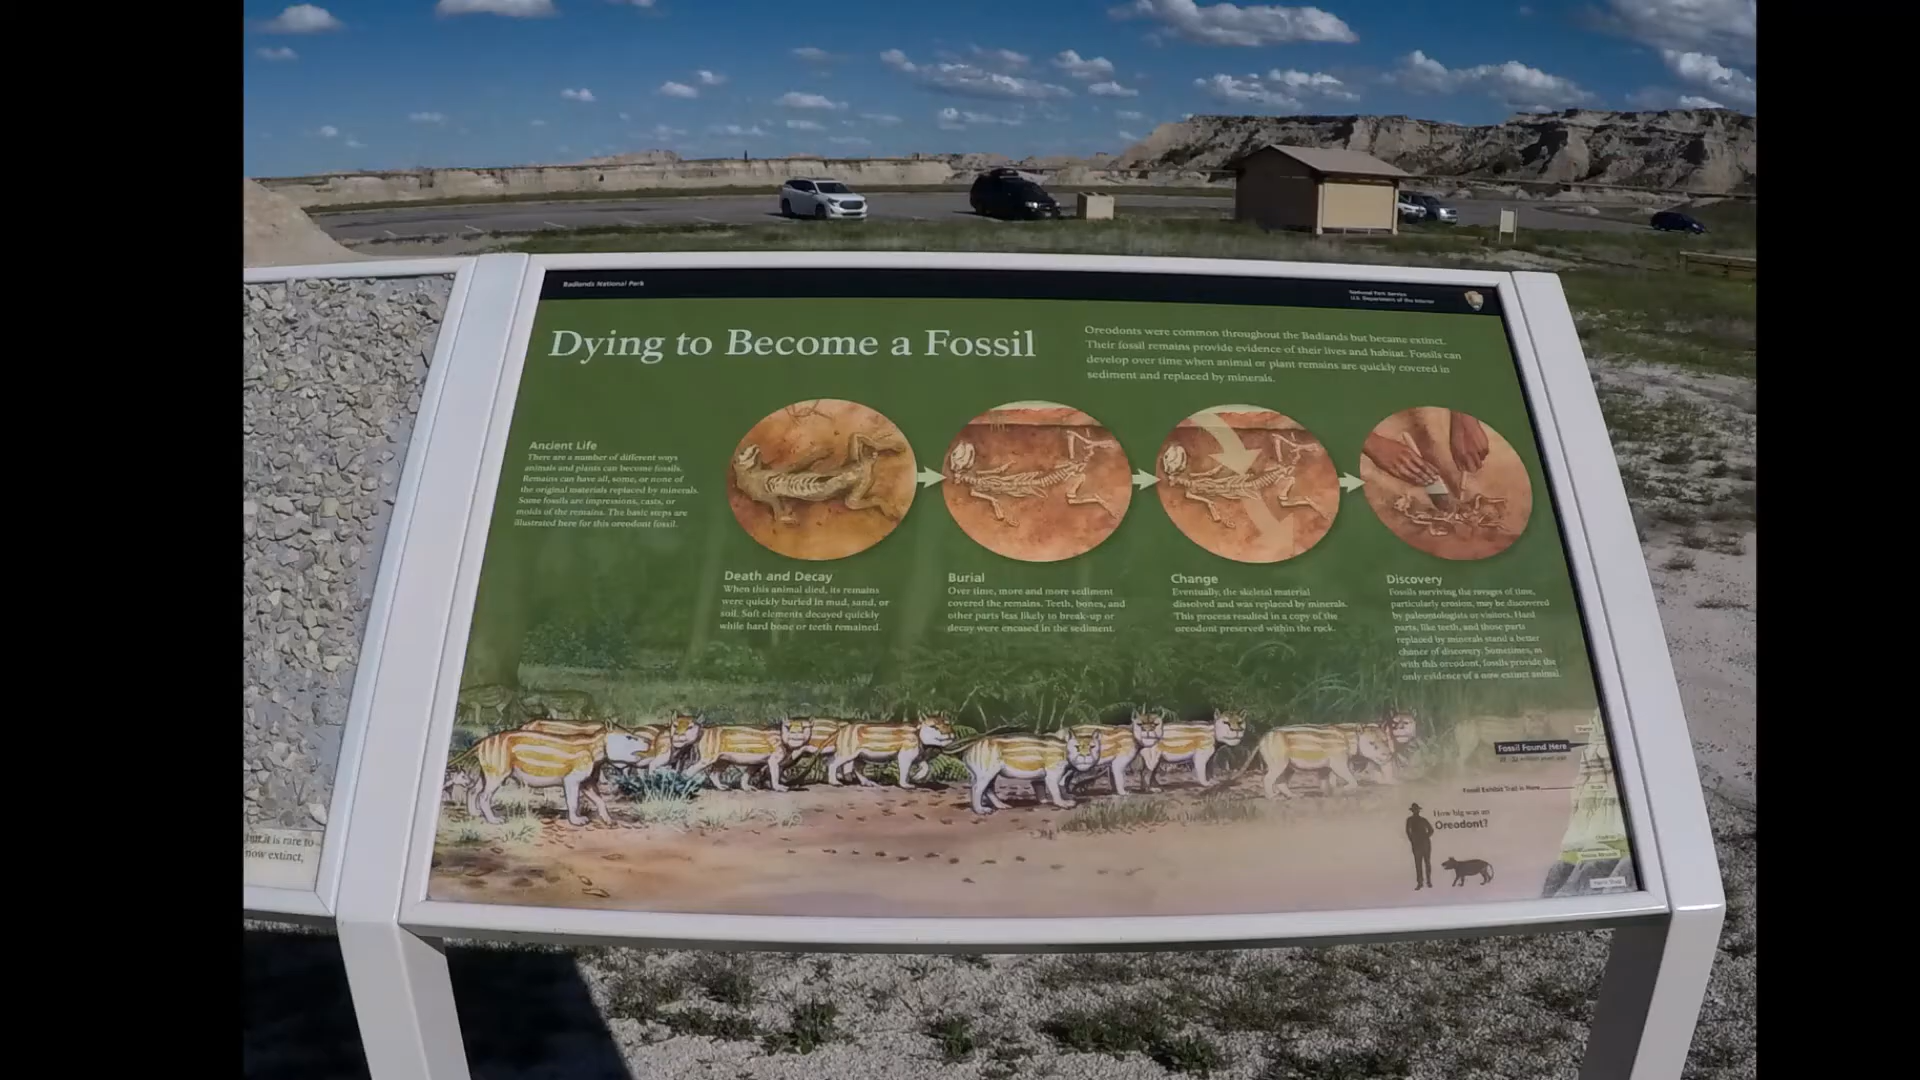 Badlands National Park
National Park Service
U.S. Department of the Interior
Dying to Become a Fossil
Oreodonts were common throughout the Badlands but became extinct.
Their fossil remains provide evidence of their lives and habitat. Fossils can
develop over time when animal or plant remains are quickly covered in
sediment and replaced by minerals.
Ancient Life
There are a number of different ways
animals and plants can become fossils.
Remains can have all, some, or none of
the original materials replaced by minerals.
Some fossils are impressions, casts, or
molds of the remains. The basic steps are
illustrated here for this oreodont fossil.
Death and Decay
When this animal died, its remains
were quickly buried in mud, sand, or
soil. Soft elements decayed quickly
while hard bone or teeth remained.
Burial
Over time, more and more sediment
covered the remains. Teeth, bones, and
other parts less likely to break-up or
decay were encased in the sediment.
Change
Eventually, the skeletal material
dissolved and was replaced by minerals.
This process resulted in a copy of the
oreodont preserved within the rock.
Discovery
Fossils surviving the ravages of time,
particularly erosion, may be discovered
by paleontologists or visitors. Hard
parts, like teeth, and those parts
replaced by minerals stand a better
chance of discovery. Sometimes, as
with this oreodont, fossils provide the
only evidence of a now extinct animal.
Fossil Found Here
Fossil Exhibit Trail is Here
How big was an
Oreodont?
but it is rare to
now extinct,